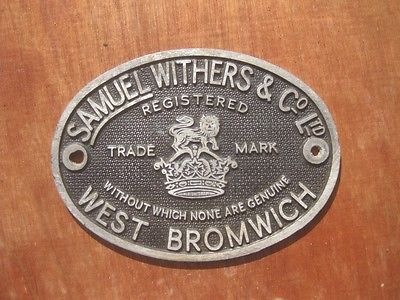 SAMUEL WITHERS & Co LTD
REGISTERED
TRADE MARK
WITHOUT WHICH NONE ARE GENUINE
WEST BROMWICH